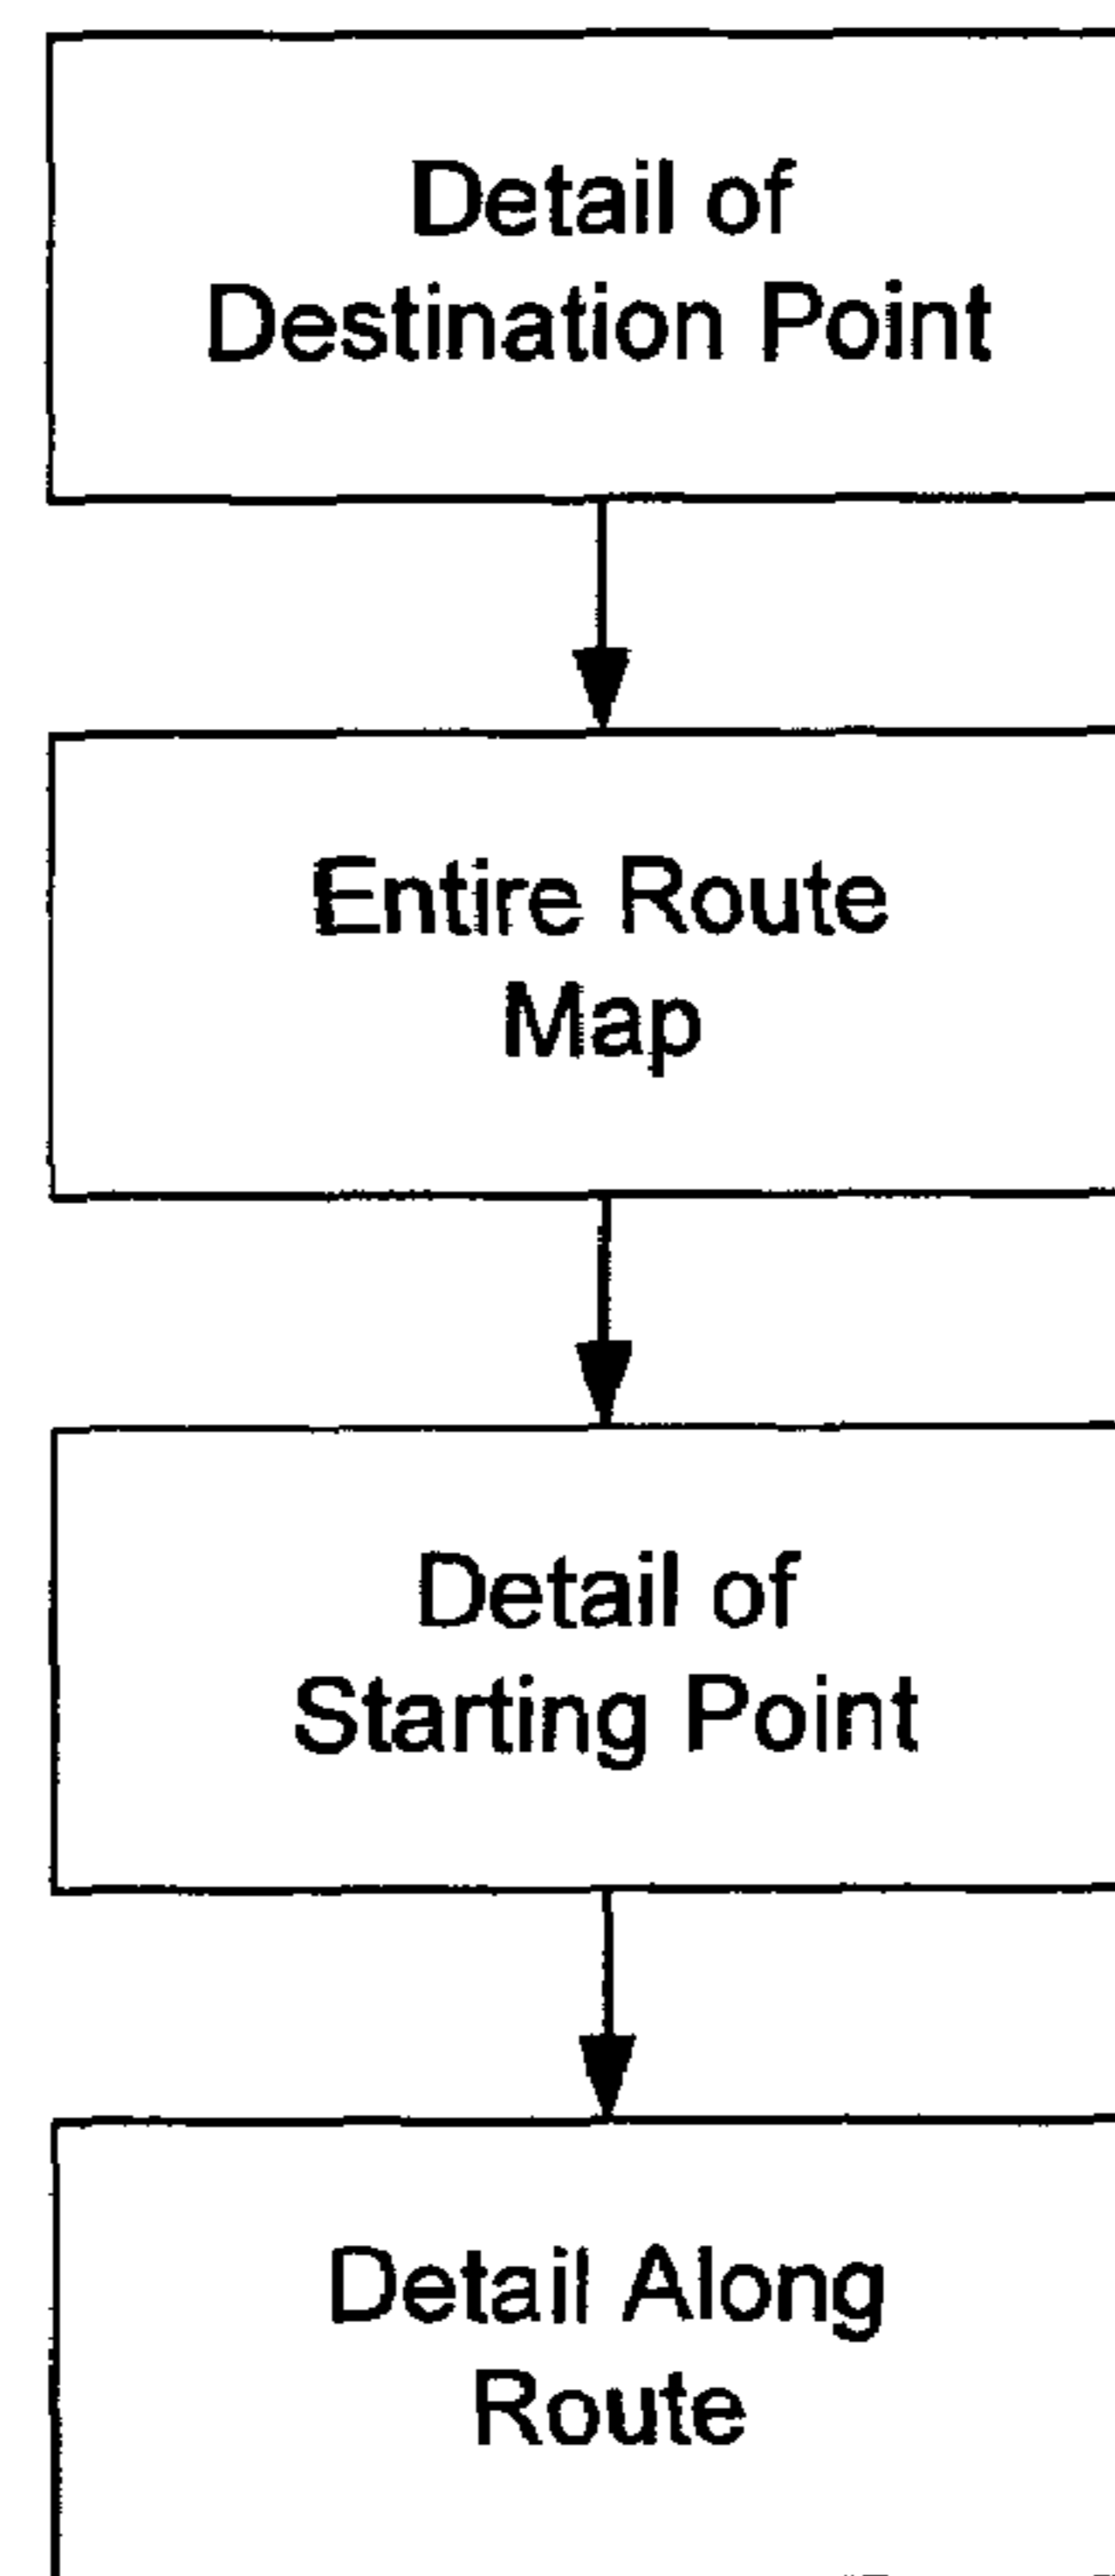 Detail of
Destination Point
Entire Route
Map
Detail of
Starting Point
Detail Along
Route